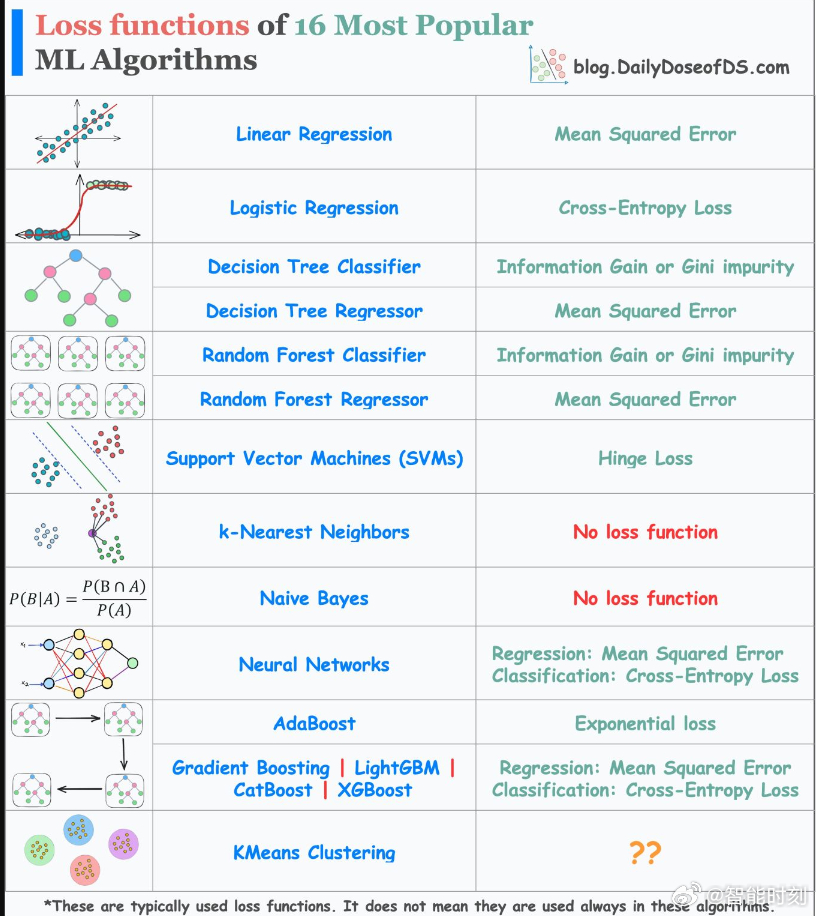 Loss functions of 16 Most Popular
ML Algorithms
blog.DailyDoseofDS.com
Linear Regression
Mean Squared Error
Logistic Regression
Cross-Entropy Loss
Decision Tree Classifier
Information Gain or Gini impurity
Decision Tree Regressor
Mean Squared Error
Random Forest Classifier
Information Gain or Gini impurity
Random Forest Regressor
Mean Squared Error
Support Vector Machines (SVMs)
Hinge Loss
k-Nearest Neighbors
No loss function
P(B|A) = P(B ∩ A) / P(A)
Naive Bayes
No loss function
x₁
x₂
Neural Networks
Regression: Mean Squared Error
Classification: Cross-Entropy Loss
AdaBoost
Exponential loss
Gradient Boosting | LightGBM |
CatBoost | XGBoost
Regression: Mean Squared Error
Classification: Cross-Entropy Loss
KMeans Clustering
??
@智能时刻
*These are typically used loss functions. It does not mean they are used always in these algorithms.